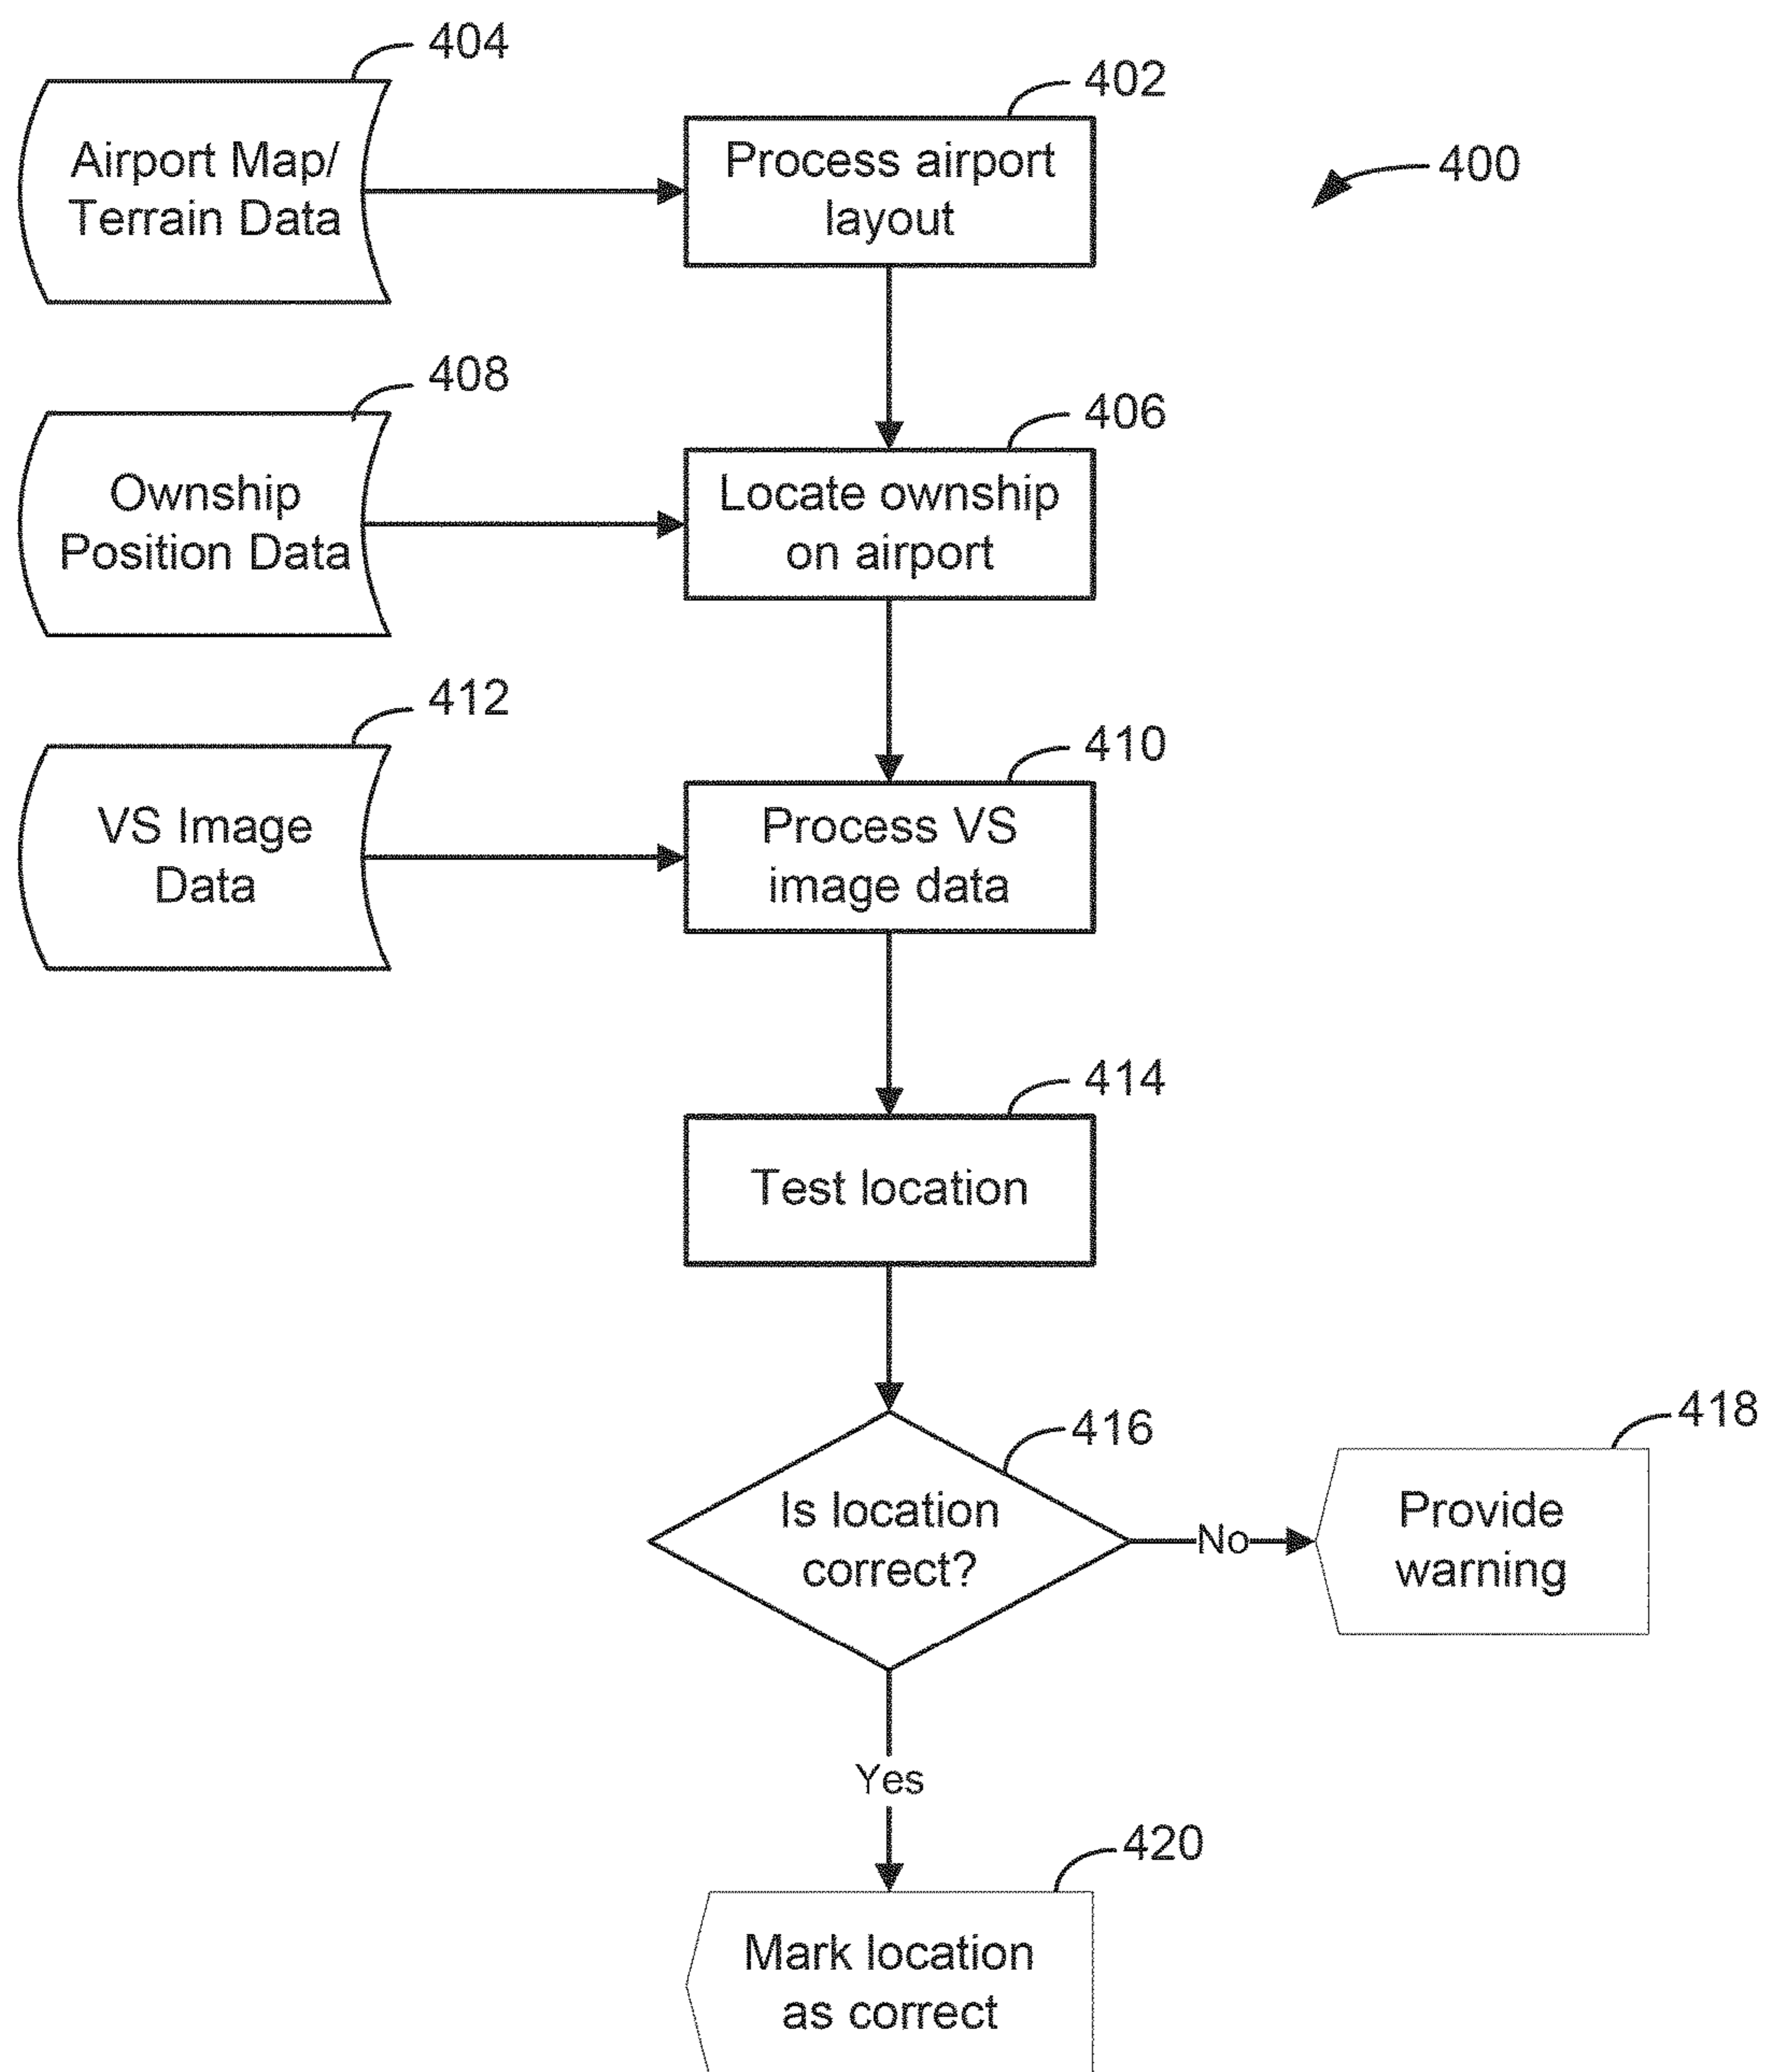 404
402
Airport Map/
Terrain Data
Process airport
layout
400
408
406
Ownship
Position Data
Locate ownship
on airport
412
410
VS Image
Data
Process VS
image data
414
Test location
416
418
Is location
correct?
No
Provide
warning
Yes
420
Mark location
as correct